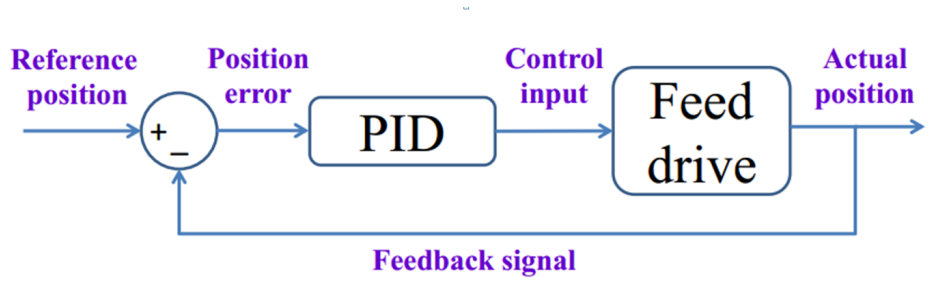 Reference
position
Position
error
Control
input
Actual
position
+
−
PID
Feed
drive
Feedback signal